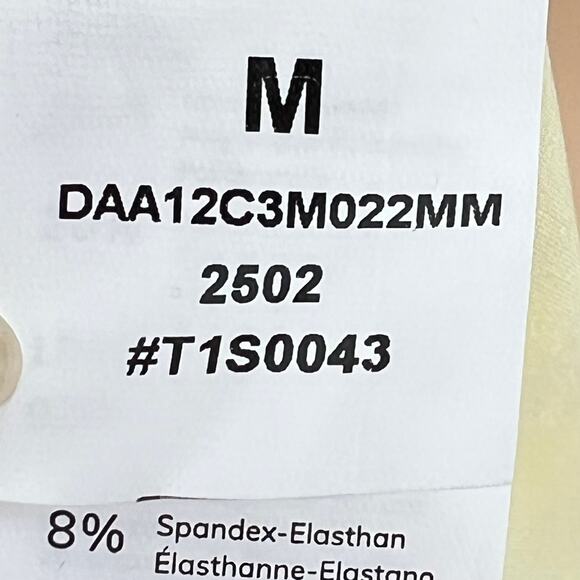 M
DAA12C3M022MM
2502
#T1S0043
8% Spandex-Elasthan
Élasthanne-Elastano